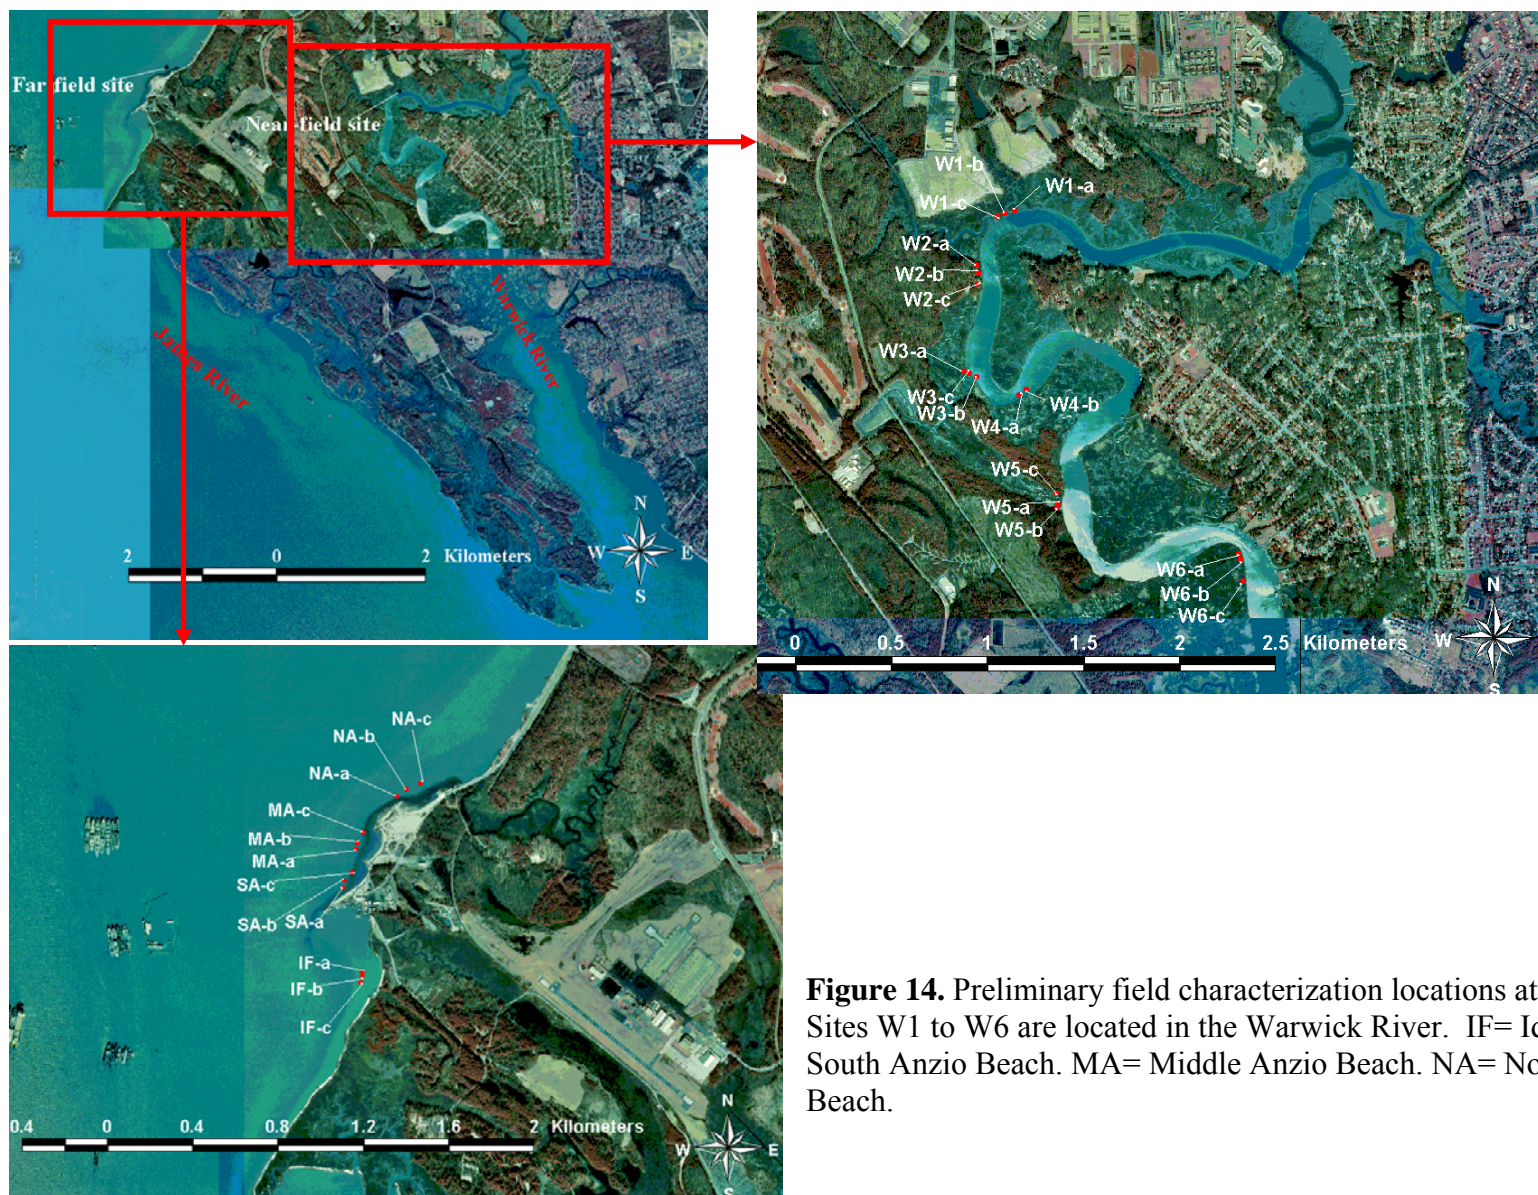 Far-field site
Near-field site
James River
Warwick River
N
W E
S
2 0 2 Kilometers
W1-b
W1-a
W1-c
W2-a
W2-b
W2-c
W3-a
W3-c
W3-b
W4-b
W4-a
W5-c
W5-a
W5-b
W6-a
W6-b
W6-c
N
W
S
0 0.5 1 1.5 2 2.5 Kilometers
NA-c
NA-b
NA-a
MA-c
MA-b
MA-a
SA-c
SA-b SA-a
IF-a
IF-b
IF-c
N
W E
S
0.4 0 0.4 0.8 1.2 1.6 2 Kilometers
Figure 14. Preliminary field characterization locations at
Sites W1 to W6 are located in the Warwick River. IF=
South Anzio Beach. MA= Middle Anzio Beach. NA=
Beach.